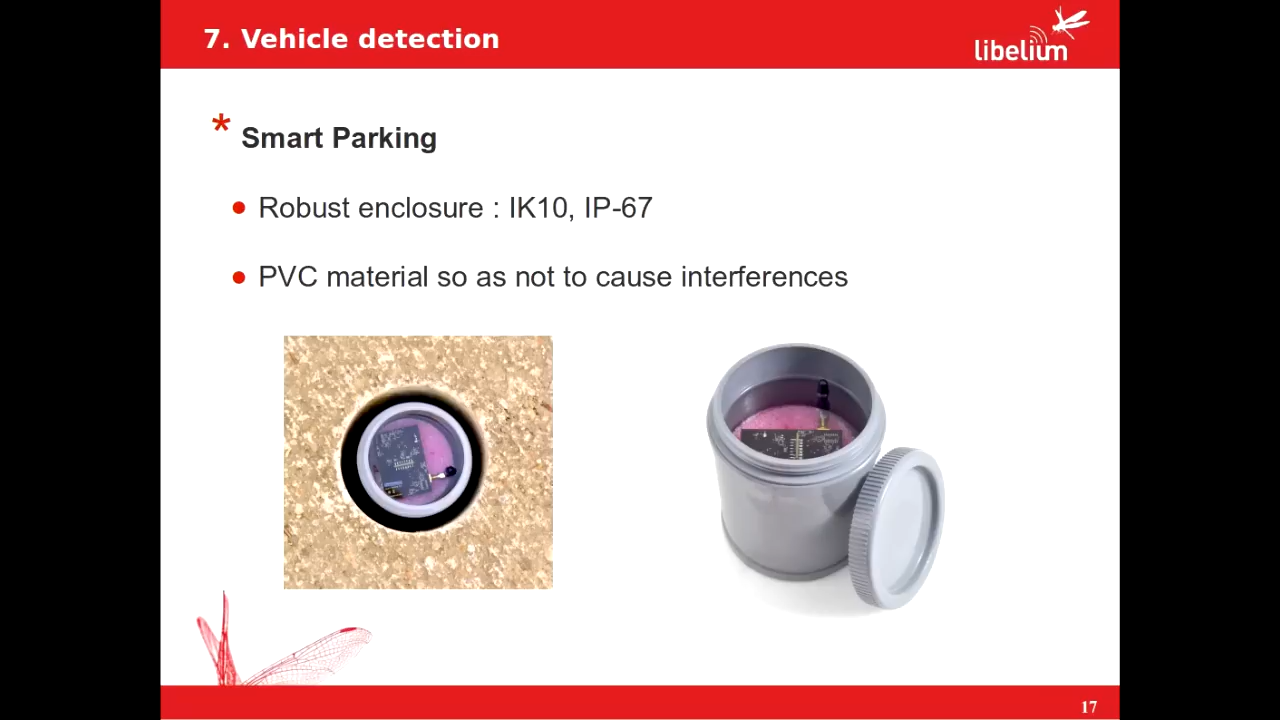 7. Vehicle detection
libelium
* Smart Parking
● Robust enclosure : IK10, IP-67
● PVC material so as not to cause interferences
17